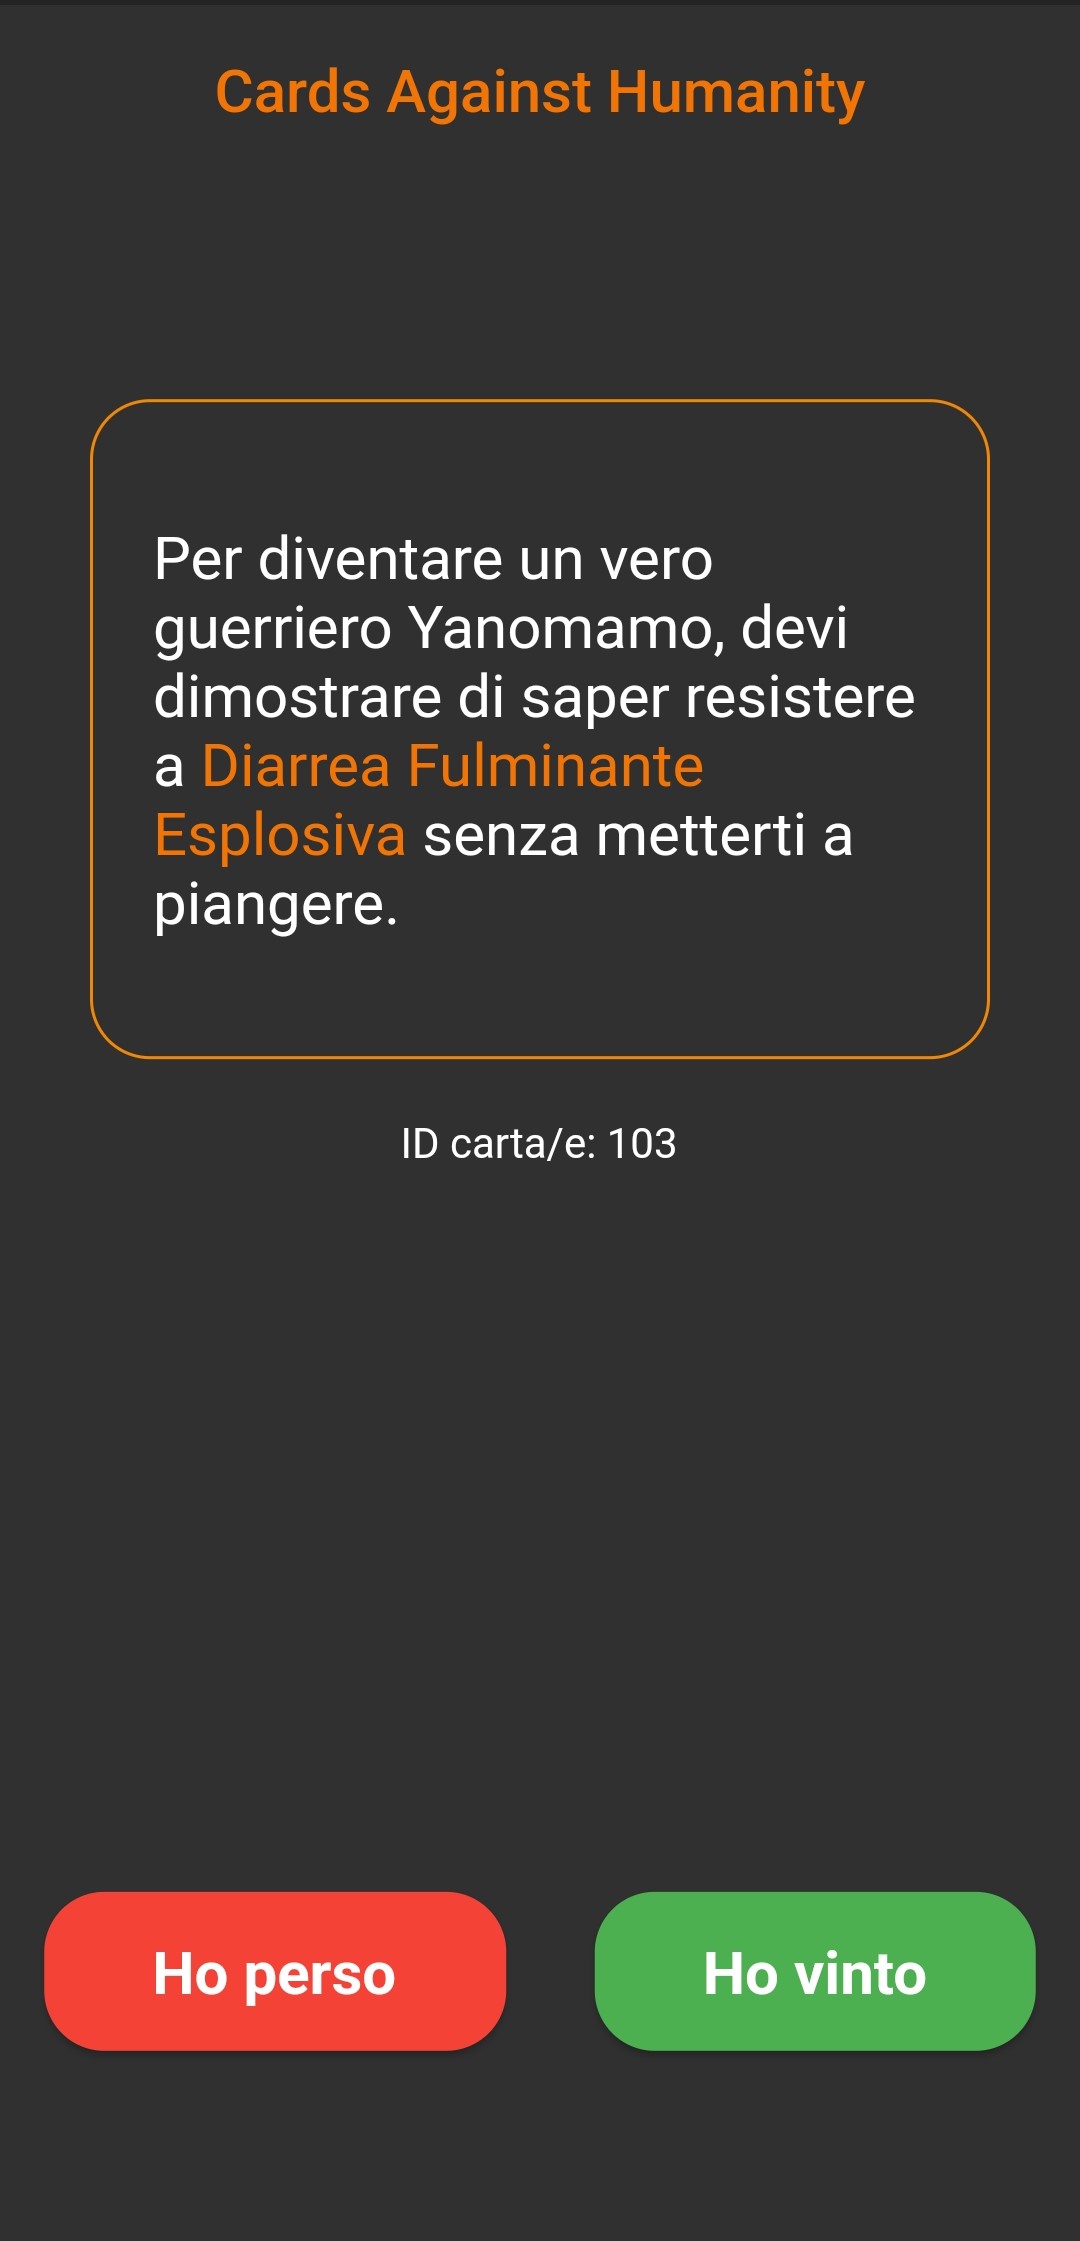 Cards Against Humanity
Per diventare un vero
guerriero Yanomamo, devi
dimostrare di saper resistere
a Diarrea Fulminante
Esplosiva senza metterti a
piangere.
ID carta/e: 103
Ho perso
Ho vinto